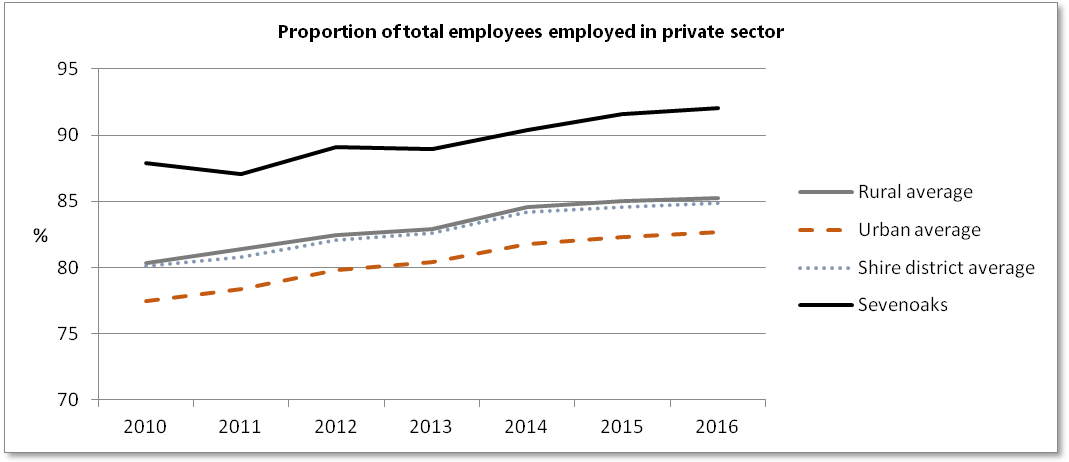 Proportion of total employees employed in private sector
95
90
85
80
75
70
%
2010 2011 2012 2013 2014 2015 2016
Rural average
Urban average
Shire district average
Sevenoaks